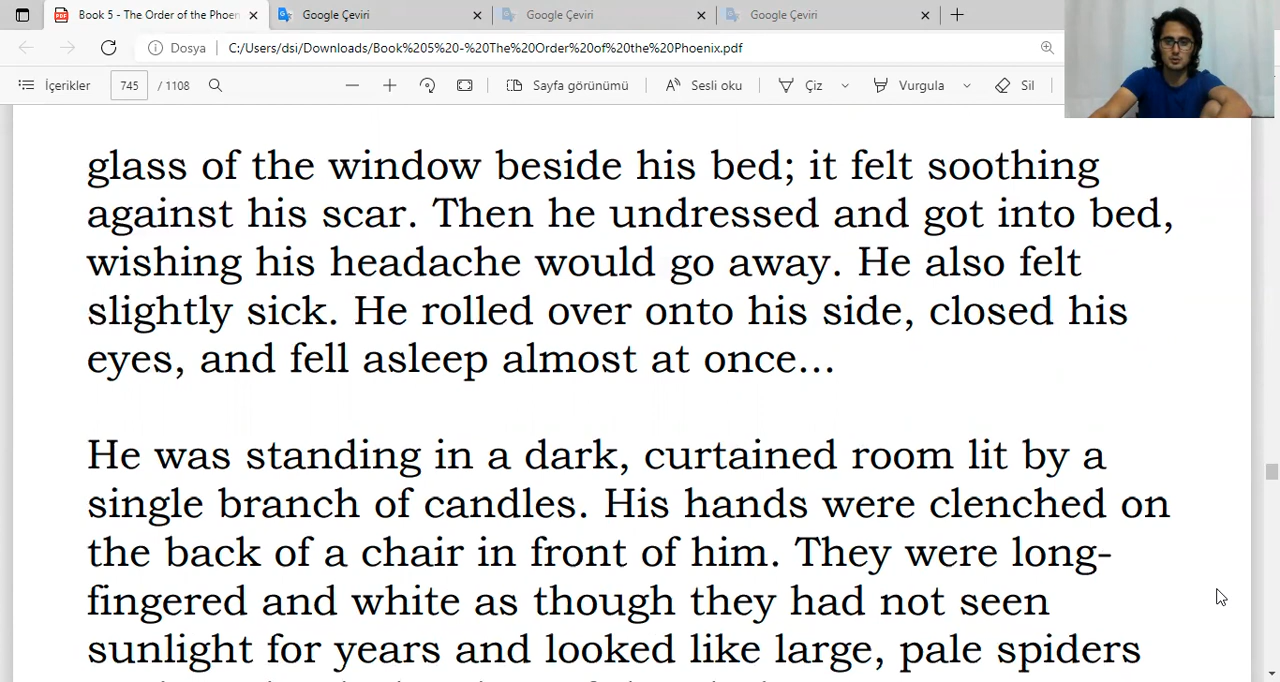 Book 5 - The Order of the Phoen
Google Çeviri
Google Çeviri
Google Çeviri
Dosya
C:/Users/dsi/Downloads/Book%205%20-%20The%20Order%20of%20the%20Phoenix.pdf
İçerikler
745
/ 1108
Sayfa görünümü
Sesli oku
Çiz
Vurgula
Sil
glass of the window beside his bed; it felt soothing
against his scar. Then he undressed and got into bed,
wishing his headache would go away. He also felt
slightly sick. He rolled over onto his side, closed his
eyes, and fell asleep almost at once…
He was standing in a dark, curtained room lit by a
single branch of candles. His hands were clenched on
the back of a chair in front of him. They were long-
fingered and white as though they had not seen
sunlight for years and looked like large, pale spiders